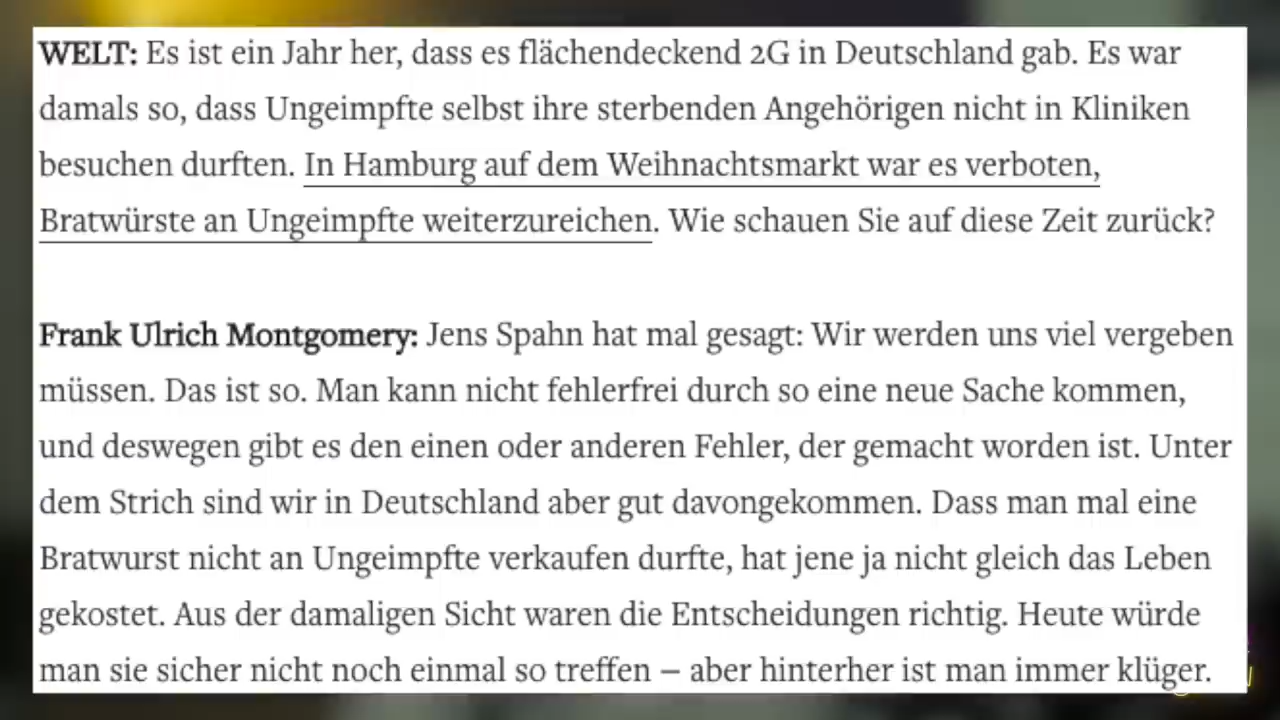 WELT: Es ist ein Jahr her, dass es flächendeckend 2G in Deutschland gab. Es war
damals so, dass Ungeimpfte selbst ihre sterbenden Angehörigen nicht in Kliniken
besuchen durften. In Hamburg auf dem Weihnachtsmarkt war es verboten,
Bratwürste an Ungeimpfte weiterzureichen. Wie schauen Sie auf diese Zeit zurück?
Frank Ulrich Montgomery: Jens Spahn hat mal gesagt: Wir werden uns viel vergeben
müssen. Das ist so. Man kann nicht fehlerfrei durch so eine neue Sache kommen,
und deswegen gibt es den einen oder anderen Fehler, der gemacht worden ist. Unter
dem Strich sind wir in Deutschland aber gut davongekommen. Dass man mal eine
Bratwurst nicht an Ungeimpfte verkaufen durfte, hat jene ja nicht gleich das Leben
gekostet. Aus der damaligen Sicht waren die Entscheidungen richtig. Heute würde
man sie sicher nicht noch einmal so treffen – aber hinterher ist man immer klüger.